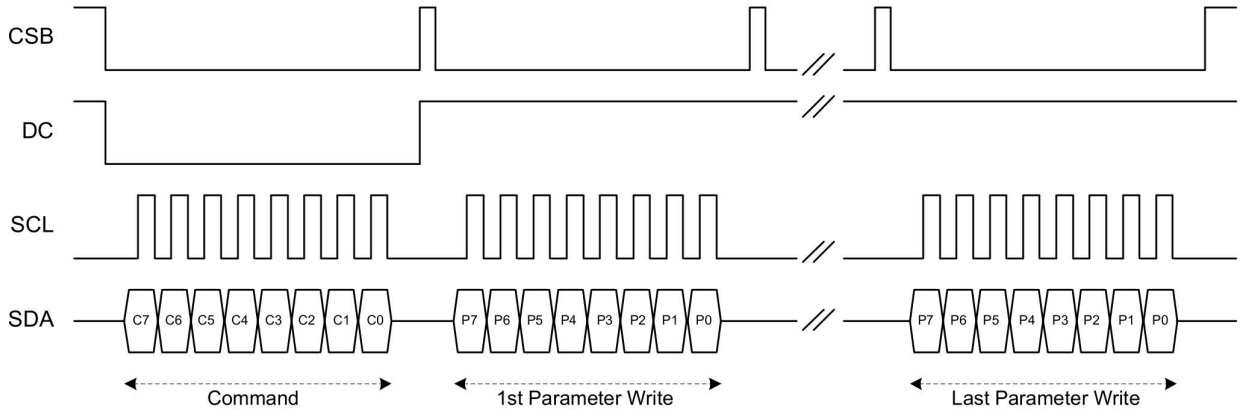 CSB
DC
SCL
SDA C7 C6 C5 C4 C3 C2 C1 C0 P7 P6 P5 P4 P3 P2 P1 P0 P7 P6 P5 P4 P3 P2 P1 P0
Command 1st Parameter Write Last Parameter Write